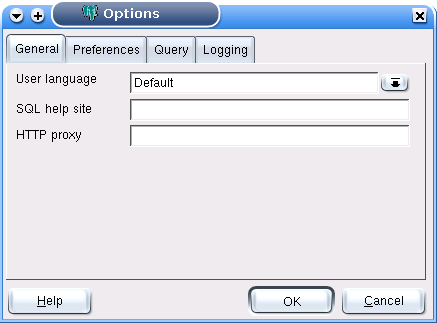 Options
General Preferences Query Logging
User language Default
SQL help site
HTTP proxy
Help OK Cancel